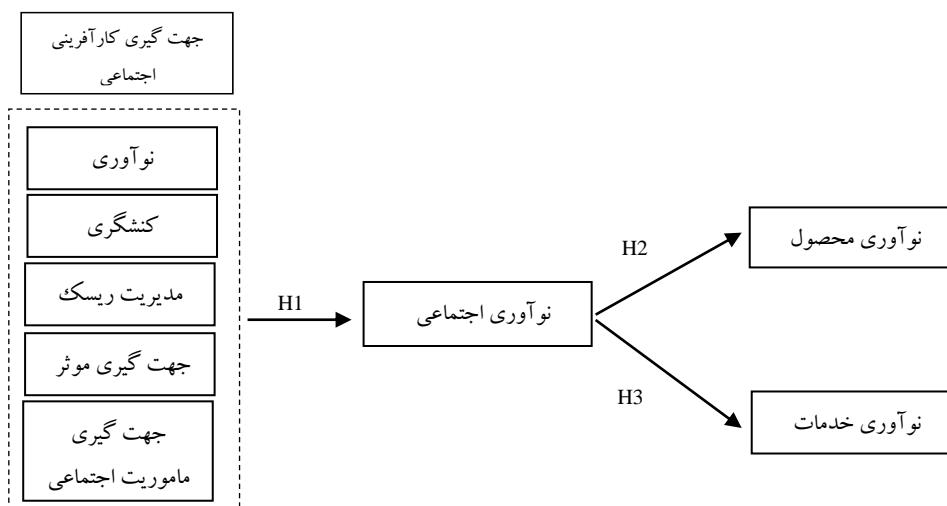 جهت گیری کارآفرینی
اجتماعی
نوآوری
کنشگری
مدیریت ریسک
جهت گیری موثر
جهت گیری
ماموریت اجتماعی
H1
نوآوری اجتماعی
H2
نوآوری محصول
H3
نوآوری خدمات